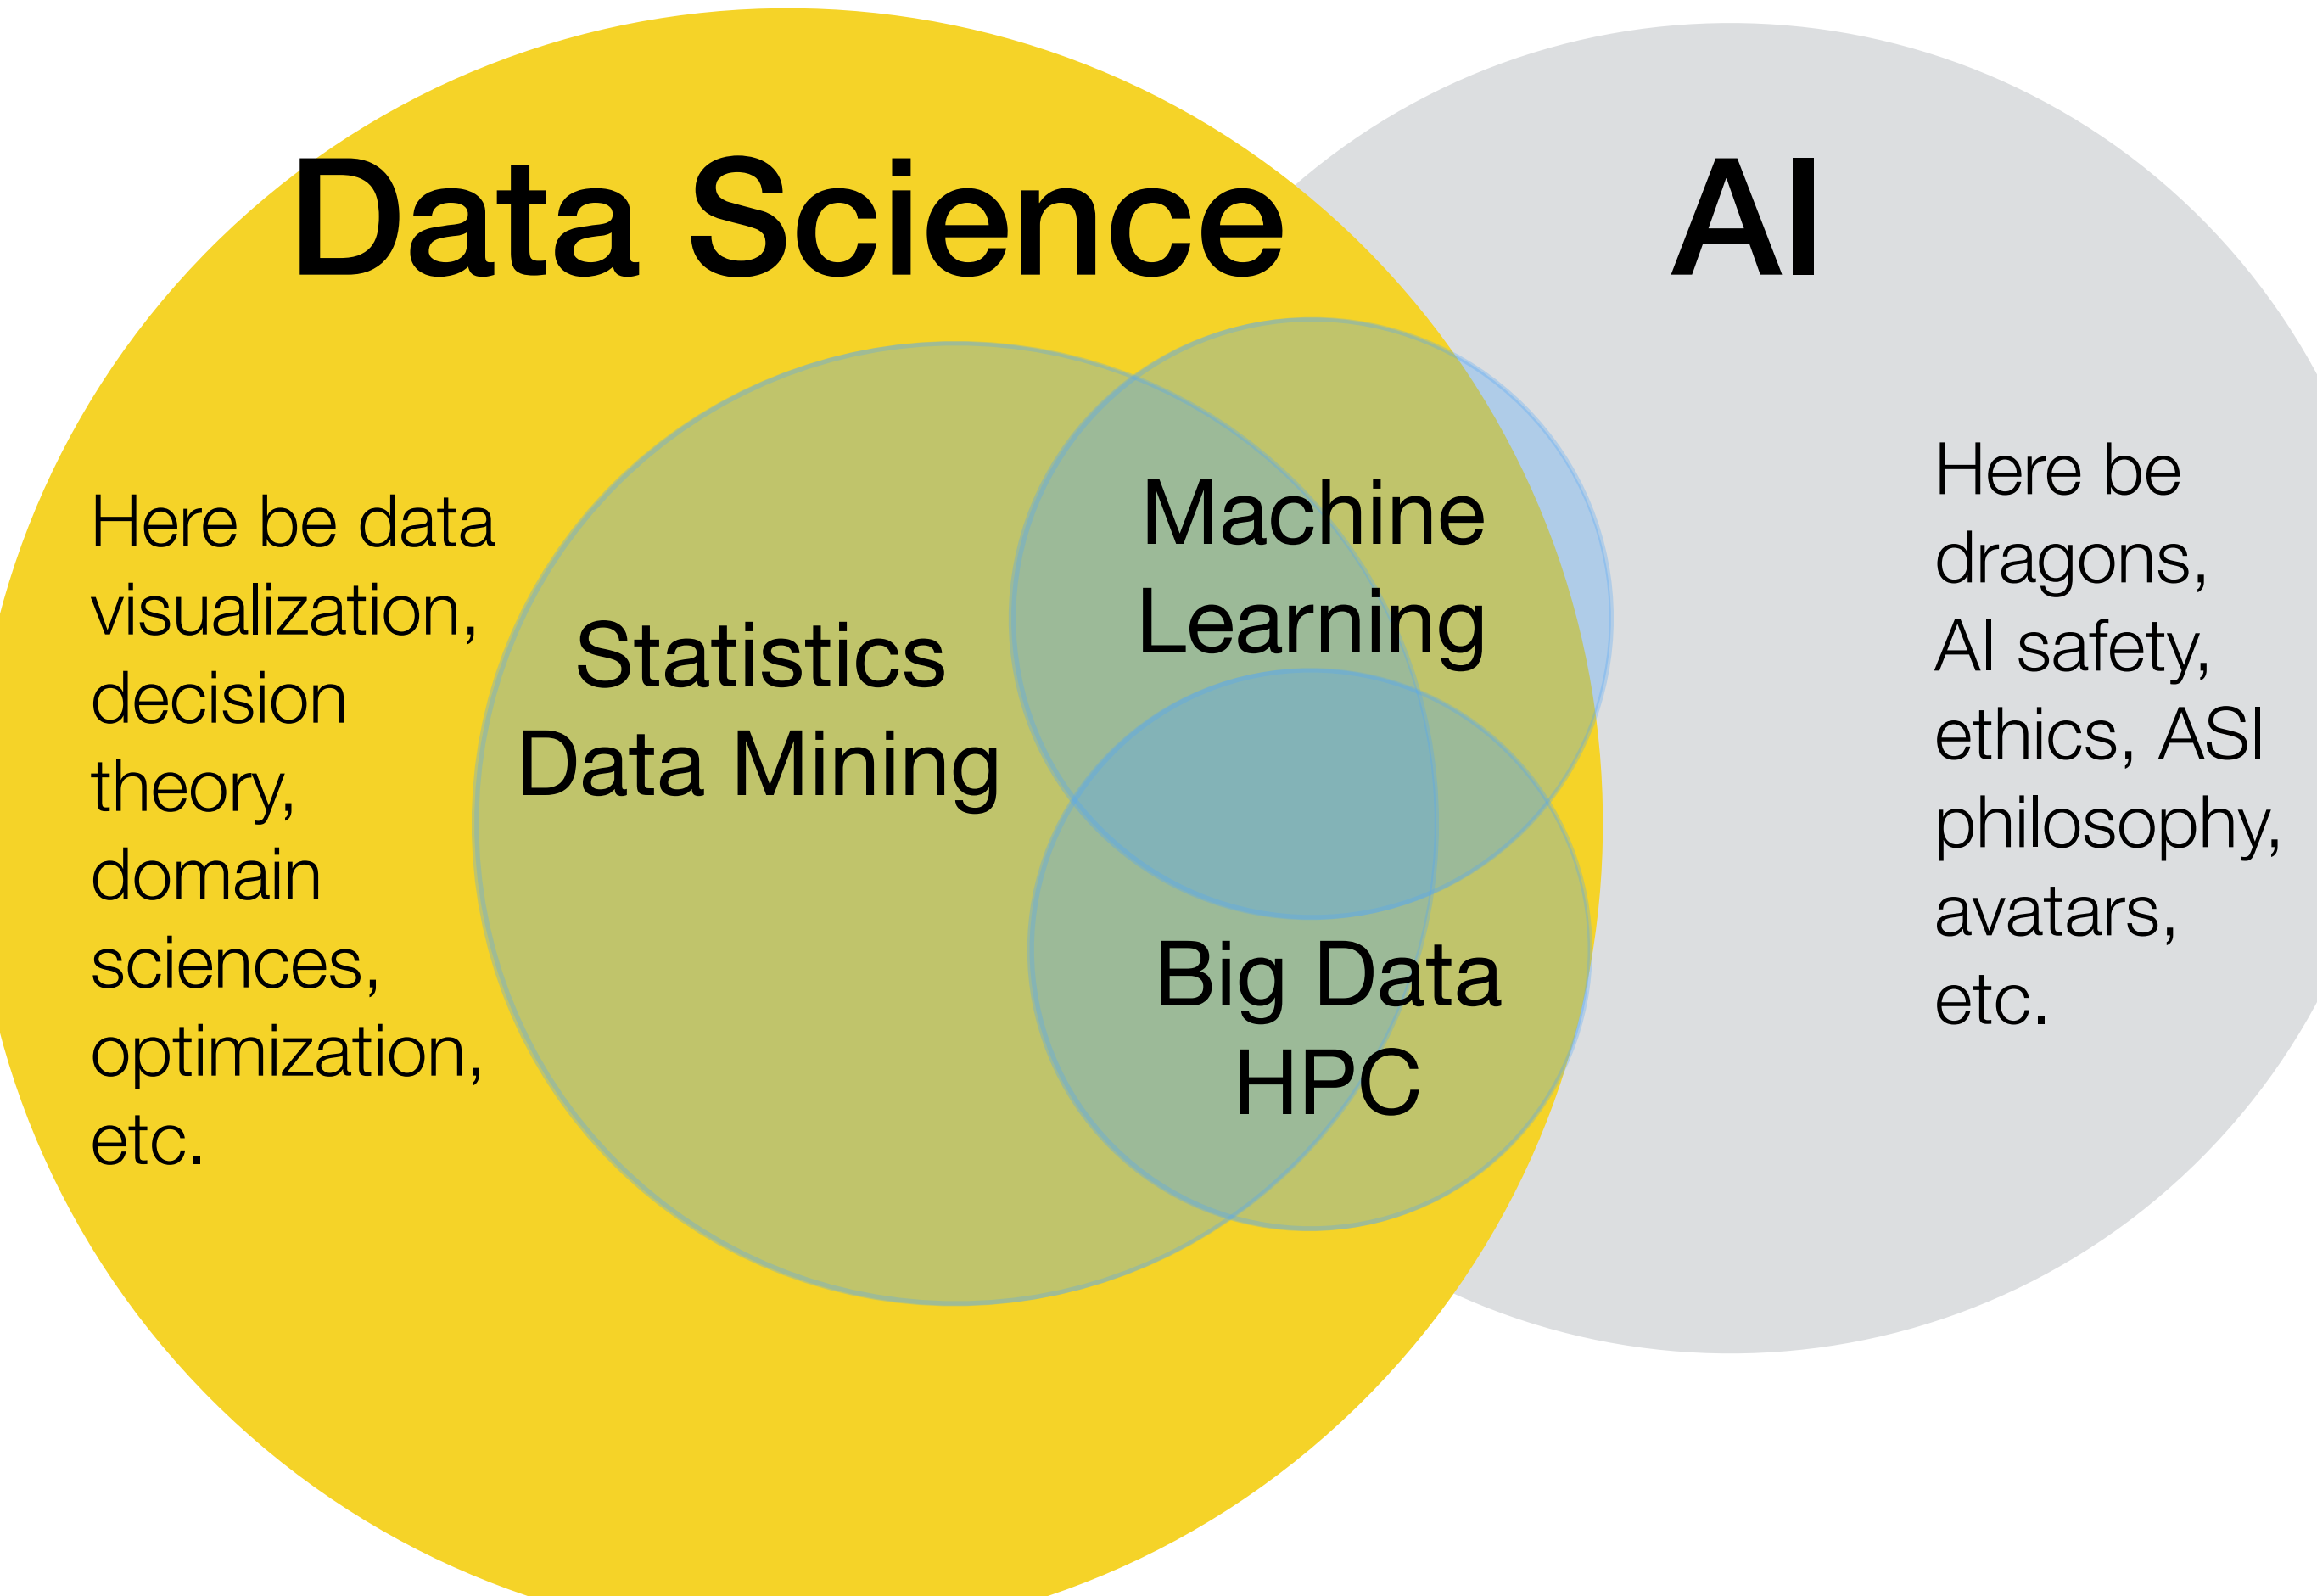 Data Science
AI
Here be data
visualization,
decision
theory,
domain
sciences,
optimization,
etc.
Statistics
Data Mining
Machine
Learning
Big Data
HPC
Here be
dragons,
AI safety,
ethics, ASI
philosophy,
avatars,
etc.